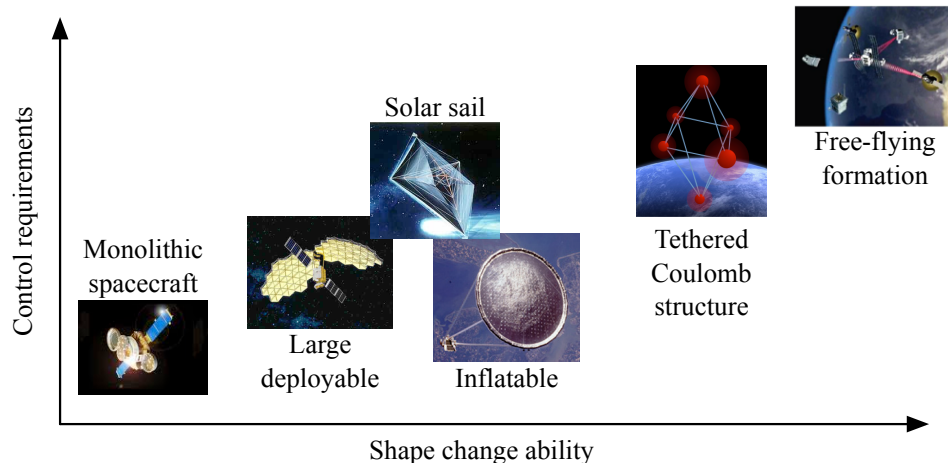 Control requirements
Monolithic
spacecraft
Large
deployable
Solar sail
Inflatable
Tethered
Coulomb
structure
Free-flying
formation
Shape change ability